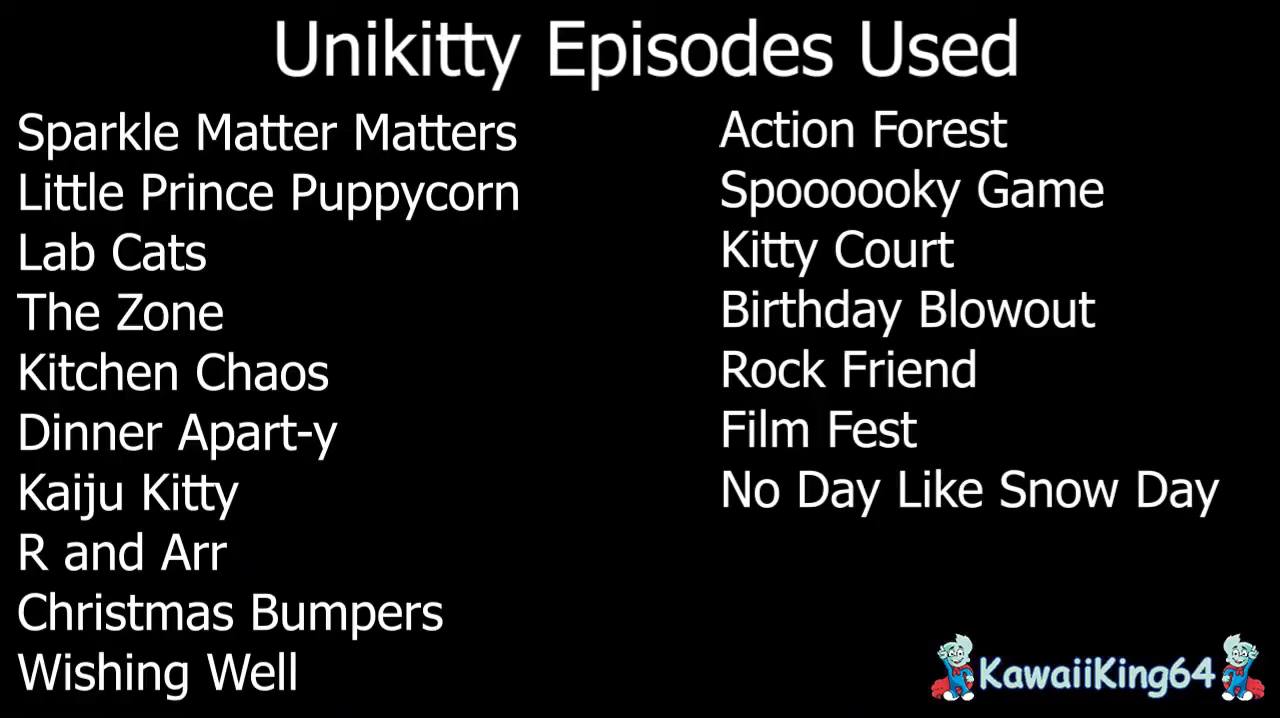 Unikitty Episodes Used
Sparkle Matter Matters
Little Prince Puppycorn
Lab Cats
The Zone
Kitchen Chaos
Dinner Apart-y
Kaiju Kitty
R and Arr
Christmas Bumpers
Wishing Well
Action Forest
Spoooooky Game
Kitty Court
Birthday Blowout
Rock Friend
Film Fest
No Day Like Snow Day
KawaiiKing64